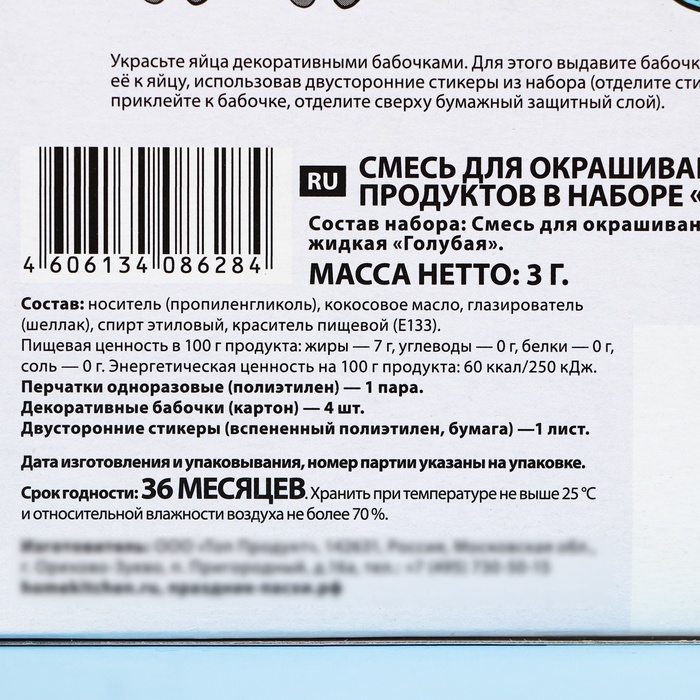 Украсьте яйца декоративными бабочками. Для этого выдавите бабочк
её к яйцу, использовав двусторонние стикеры из набора (отделите сти
приклейте к бабочке, отделите сверху бумажный защитный слой).
RU СМЕСЬ ДЛЯ ОКРАШИВА
ПРОДУКТОВ В НАБОРЕ «
Состав набора: Смесь для окрашиван
жидкая «Голубая».
4 606134 086284
МАССА НЕТТО: 3 Г.
Состав: носитель (пропиленгликоль), кокосовое масло, глазирователь
(шеллак), спирт этиловый, краситель пищевой (Е133).
Пищевая ценность в 100 г продукта: жиры — 7 г, углеводы — 0 г, белки — 0 г,
соль — 0 г. Энергетическая ценность на 100 г продукта: 60 ккал/250 кДж.
Перчатки одноразовые (полиэтилен) — 1 пара.
Декоративные бабочки (картон) — 4 шт.
Двусторонние стикеры (вспененный полиэтилен, бумага) —1 лист.
Дата изготовления и упаковывания, номер партии указаны на упаковке.
Срок годности: 36 МЕСЯЦЕВ. Хранить при температуре не выше 25 °С
и относительной влажности воздуха не более 70 %.